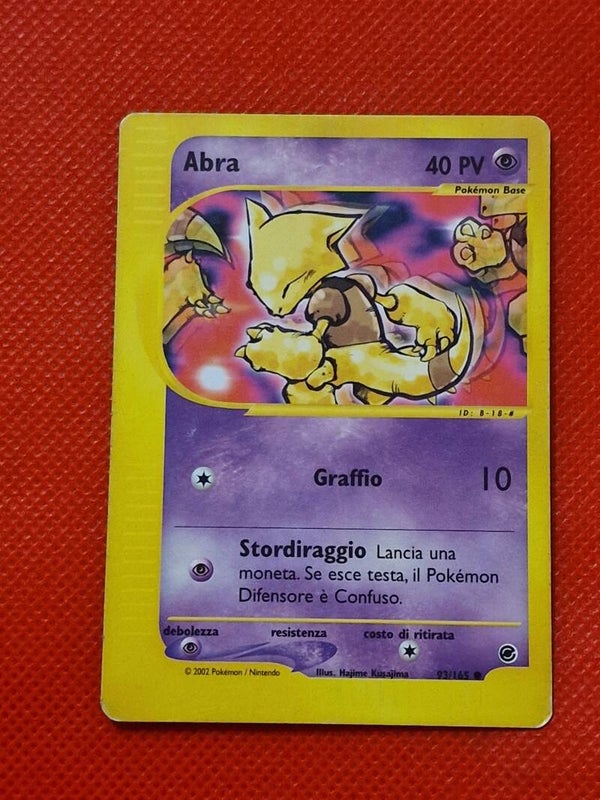 Abra
40 PV
Pokémon Base
ID: B-18-#
Graffio 10
Stordiraggio Lancia una
moneta. Se esce testa, il Pokémon
Difensore è Confuso.
debolezza resistenza costo di ritirata
© 2002 Pokémon / Nintendo Illus. Hajime Kusajima 93/165